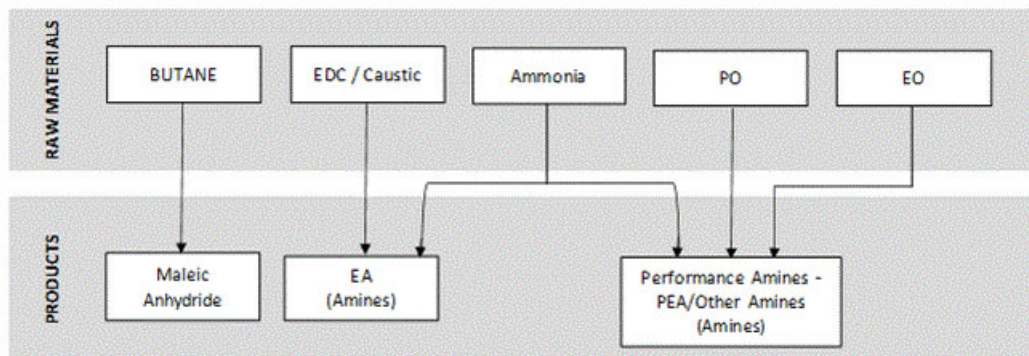 RAW MATERIALS
BUTANE
EDC / Caustic
Ammonia
PO
EO
PRODUCTS
Maleic
Anhydride
EA
(Amines)
Performance Amines -
PEA/Other Amines
(Amines)